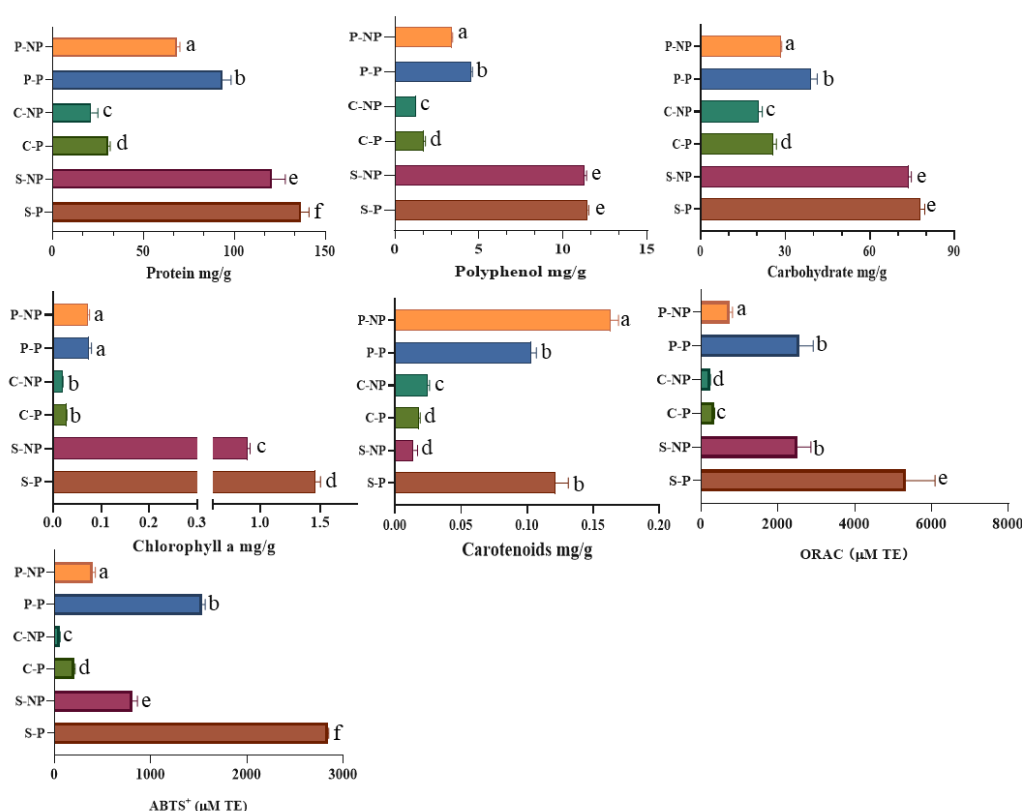 P-NP
a
P-P
b
C-NP
c
C-P
d
S-NP
e
S-P
f
0
50
100
150
Protein mg/g
P-NP
a
P-P
b
C-NP
c
C-P
d
S-NP
e
S-P
e
0
5
10
15
Polyphenol mg/g
P-NP
a
P-P
b
C-NP
c
C-P
d
S-NP
e
S-P
e
0
30
60
90
Carbohydrate mg/g
P-NP
a
P-P
a
C-NP
b
C-P
b
S-NP
c
S-P
d
0.0
0.1
0.2
0.3
1.0
1.5
Chlorophyll a mg/g
P-NP
a
P-P
b
C-NP
c
C-P
d
S-NP
d
S-P
b
0.00
0.05
0.10
0.15
0.20
Carotenoids mg/g
P-NP
a
P-P
b
C-NP
d
C-P
c
S-NP
b
S-P
e
0
2000
4000
6000
8000
ORAC (μM TE)
P-NP
a
P-P
b
C-NP
c
C-P
d
S-NP
e
S-P
f
0
1000
2000
3000
ABTS⁺ (μM TE)